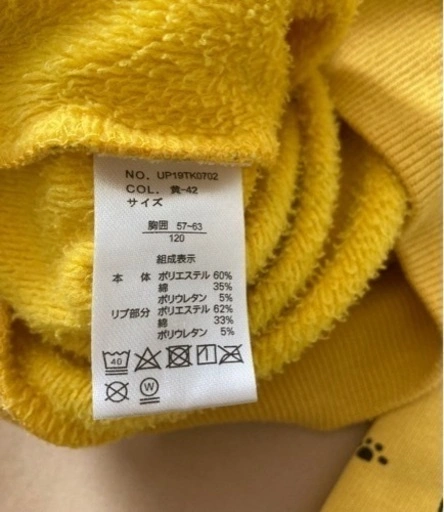 NO. UP19TK0702
COL. 黄-42
サイズ
胸囲 57-63
120
組成表示
本 体 ポリエステル 60%
綿 35%
ポリウレタン 5%
リブ部分 ポリエステル 62%
綿 33%
ポリウレタン 5%
40
W